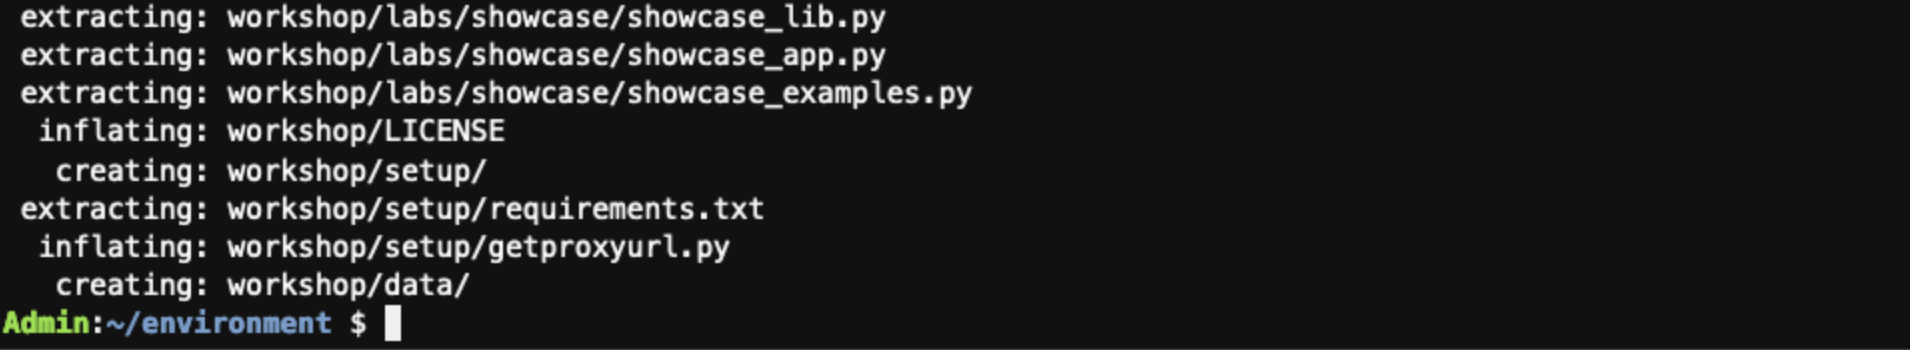 extracting: workshop/labs/showcase/showcase_lib.py
extracting: workshop/labs/showcase/showcase_app.py
extracting: workshop/labs/showcase/showcase_examples.py
inflating: workshop/LICENSE
creating: workshop/setup/
extracting: workshop/setup/requirements.txt
inflating: workshop/setup/getproxyurl.py
creating: workshop/data/
Admin:~/environment $